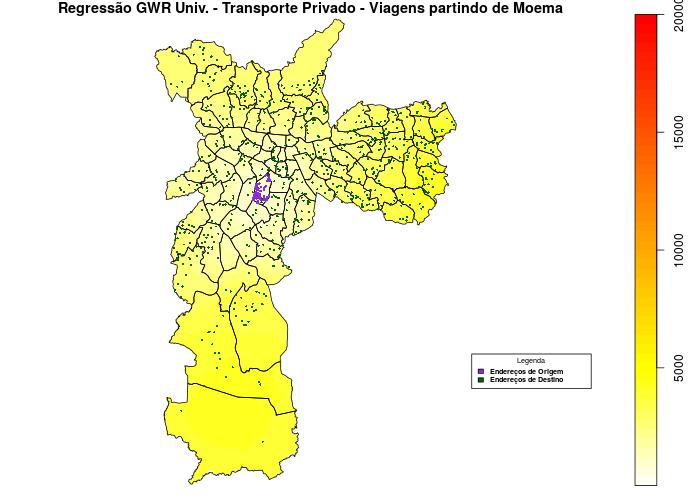 Regressão GWR Univ. - Transporte Privado - Viagens partindo de Moema
20000
15000
10000
5000
Legenda
Endereços de Origem
Endereços de Destino